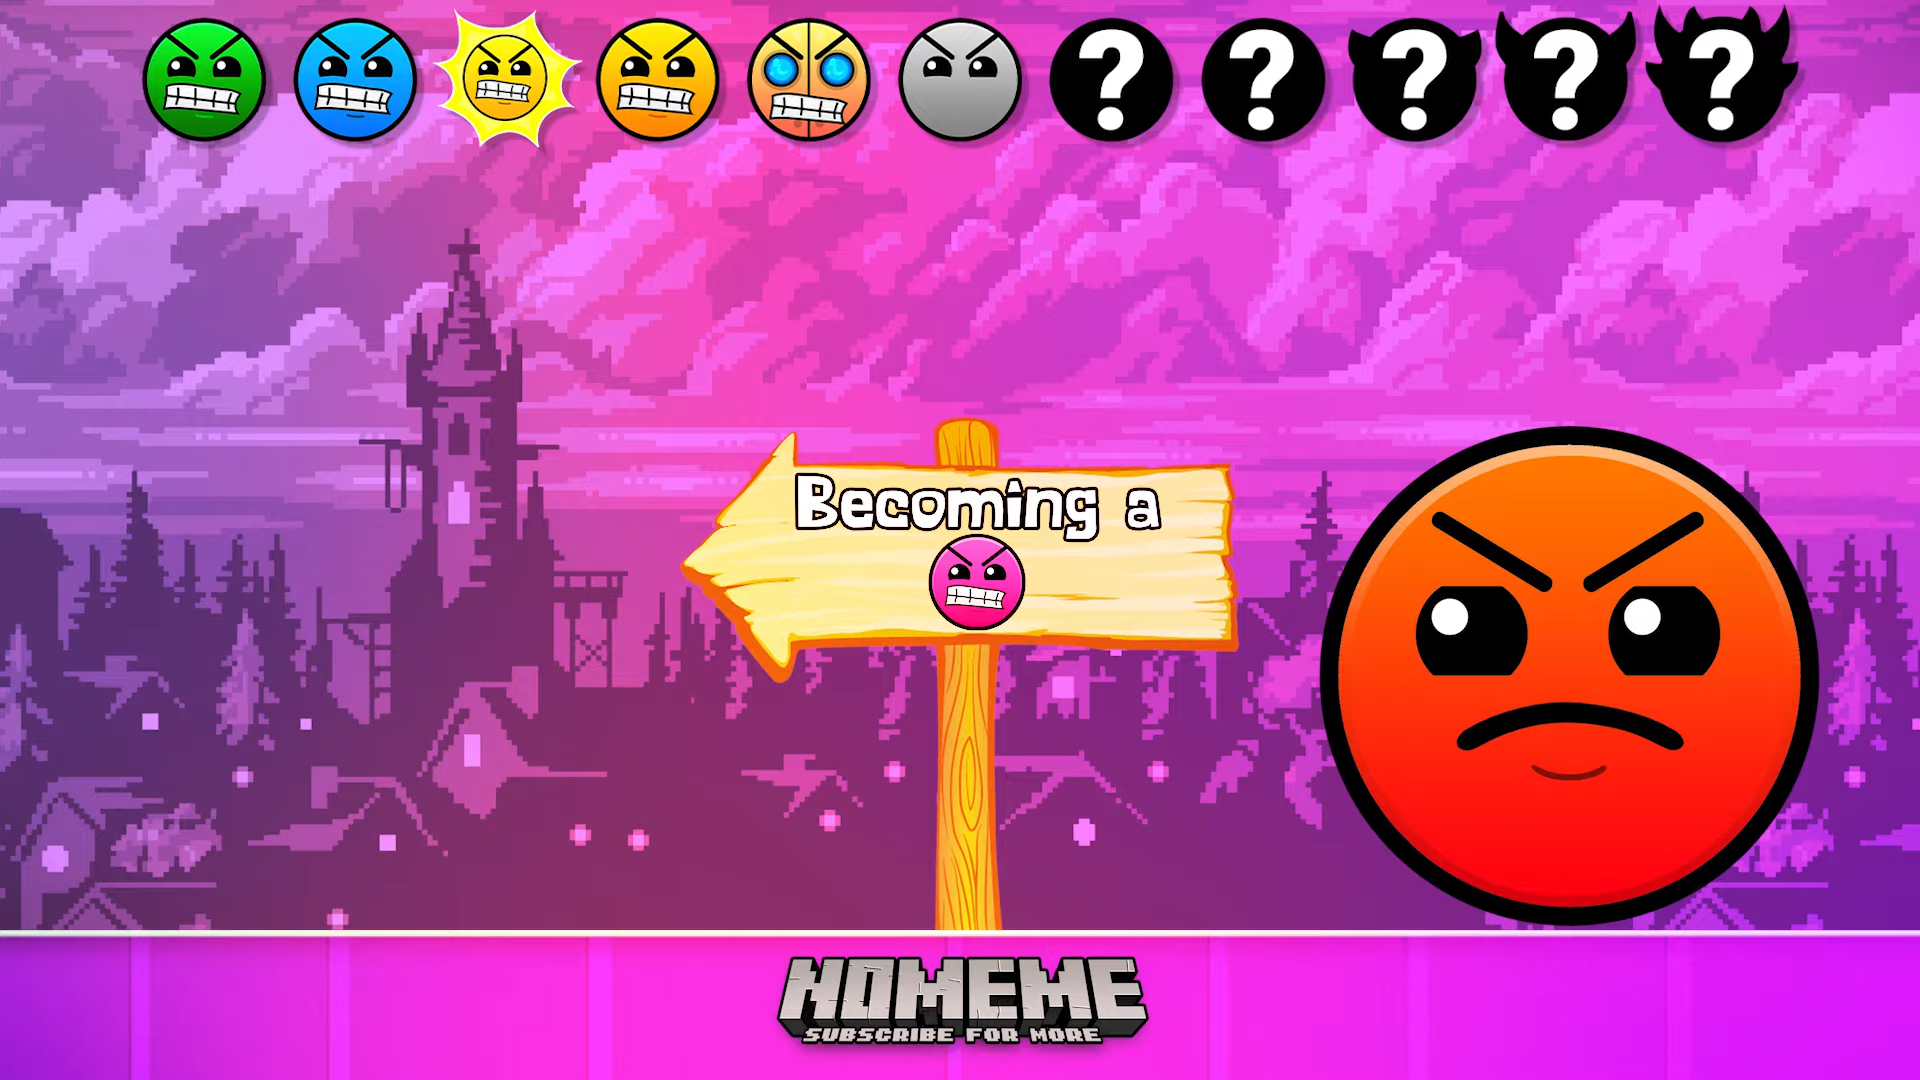 ? ? ? ? ?
Becoming a
NOMEME
SUBSCRIBE FOR MORE